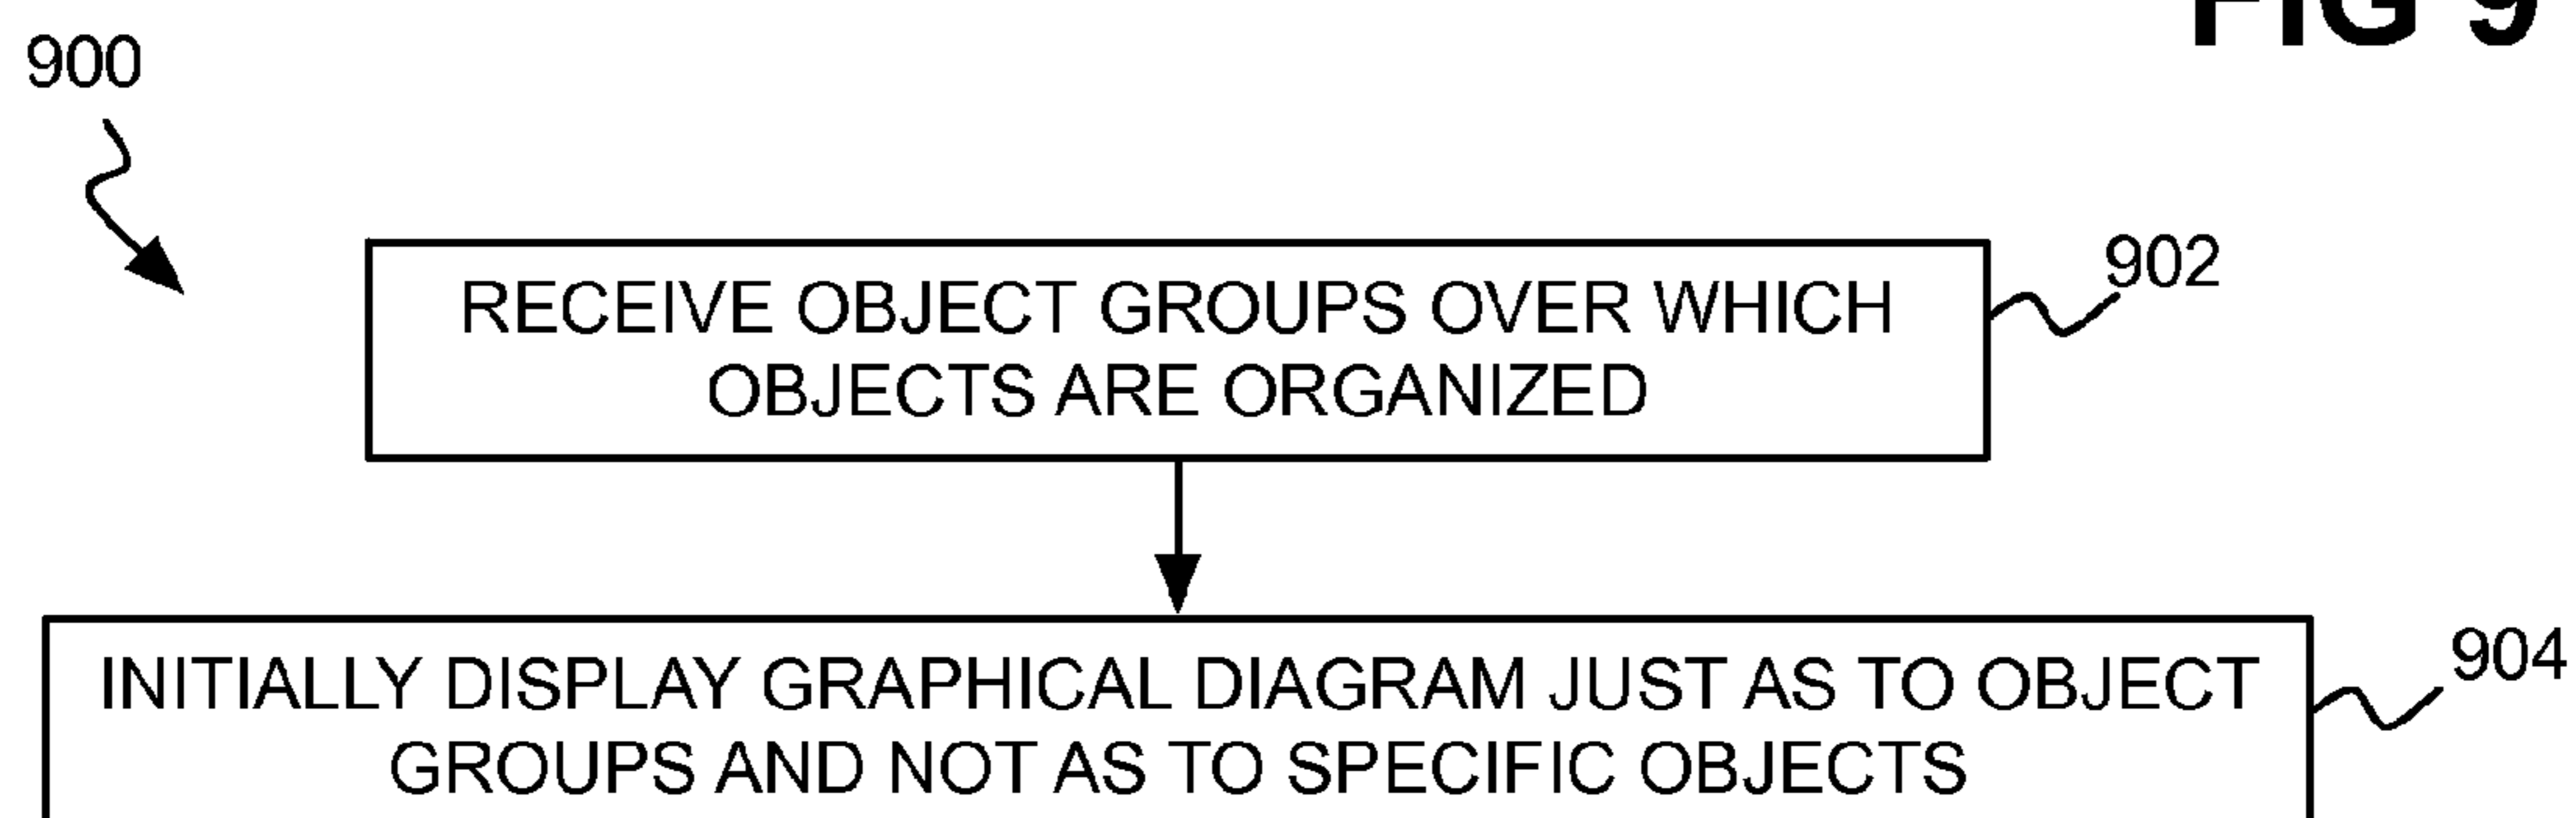 FIG 9
900
902
RECEIVE OBJECT GROUPS OVER WHICH
OBJECTS ARE ORGANIZED
904
INITIALLY DISPLAY GRAPHICAL DIAGRAM JUST AS TO OBJECT
GROUPS AND NOT AS TO SPECIFIC OBJECTS